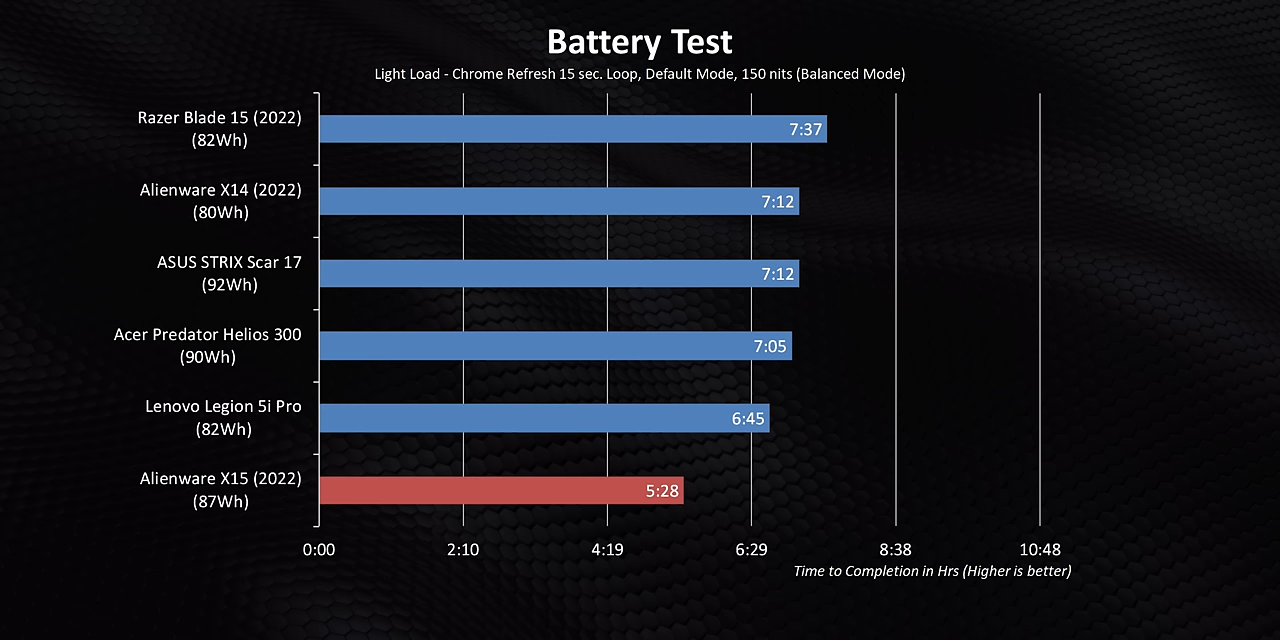 Battery Test
Light Load - Chrome Refresh 15 sec. Loop, Default Mode, 150 nits (Balanced Mode)
Razer Blade 15 (2022)
(82Wh)
7:37
Alienware X14 (2022)
(80Wh)
7:12
ASUS STRIX Scar 17
(92Wh)
7:12
Acer Predator Helios 300
(90Wh)
7:05
Lenovo Legion 5i Pro
(82Wh)
6:45
Alienware X15 (2022)
(87Wh)
5:28
0:00 2:10 4:19 6:29 8:38 10:48
Time to Completion in Hrs (Higher is better)